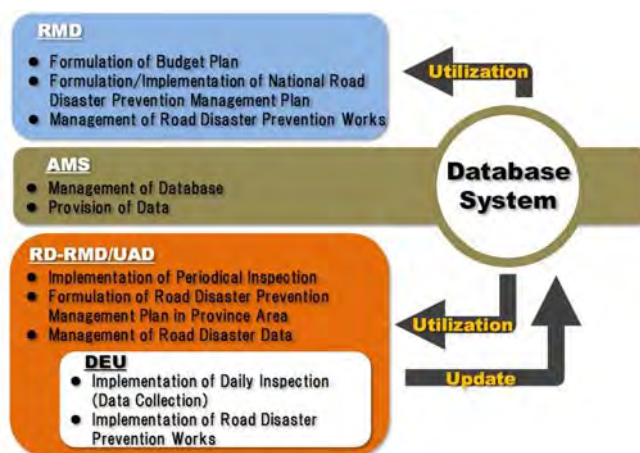 RMD
● Formulation of Budget Plan
● Formulation/Implementation of National Road
Disaster Prevention Management Plan
● Management of Road Disaster Prevention Works
Utilization
AMS
● Management of Database
● Provision of Data
Database
System
RD-RMD/UAD
● Implementation of Periodical Inspection
● Formulation of Road Disaster Prevention
Management Plan in Province Area
● Management of Road Disaster Data
Utilization
DEU
● Implementation of Daily Inspection
(Data Collection)
● Implementation of Road Disaster
Prevention Works
Update